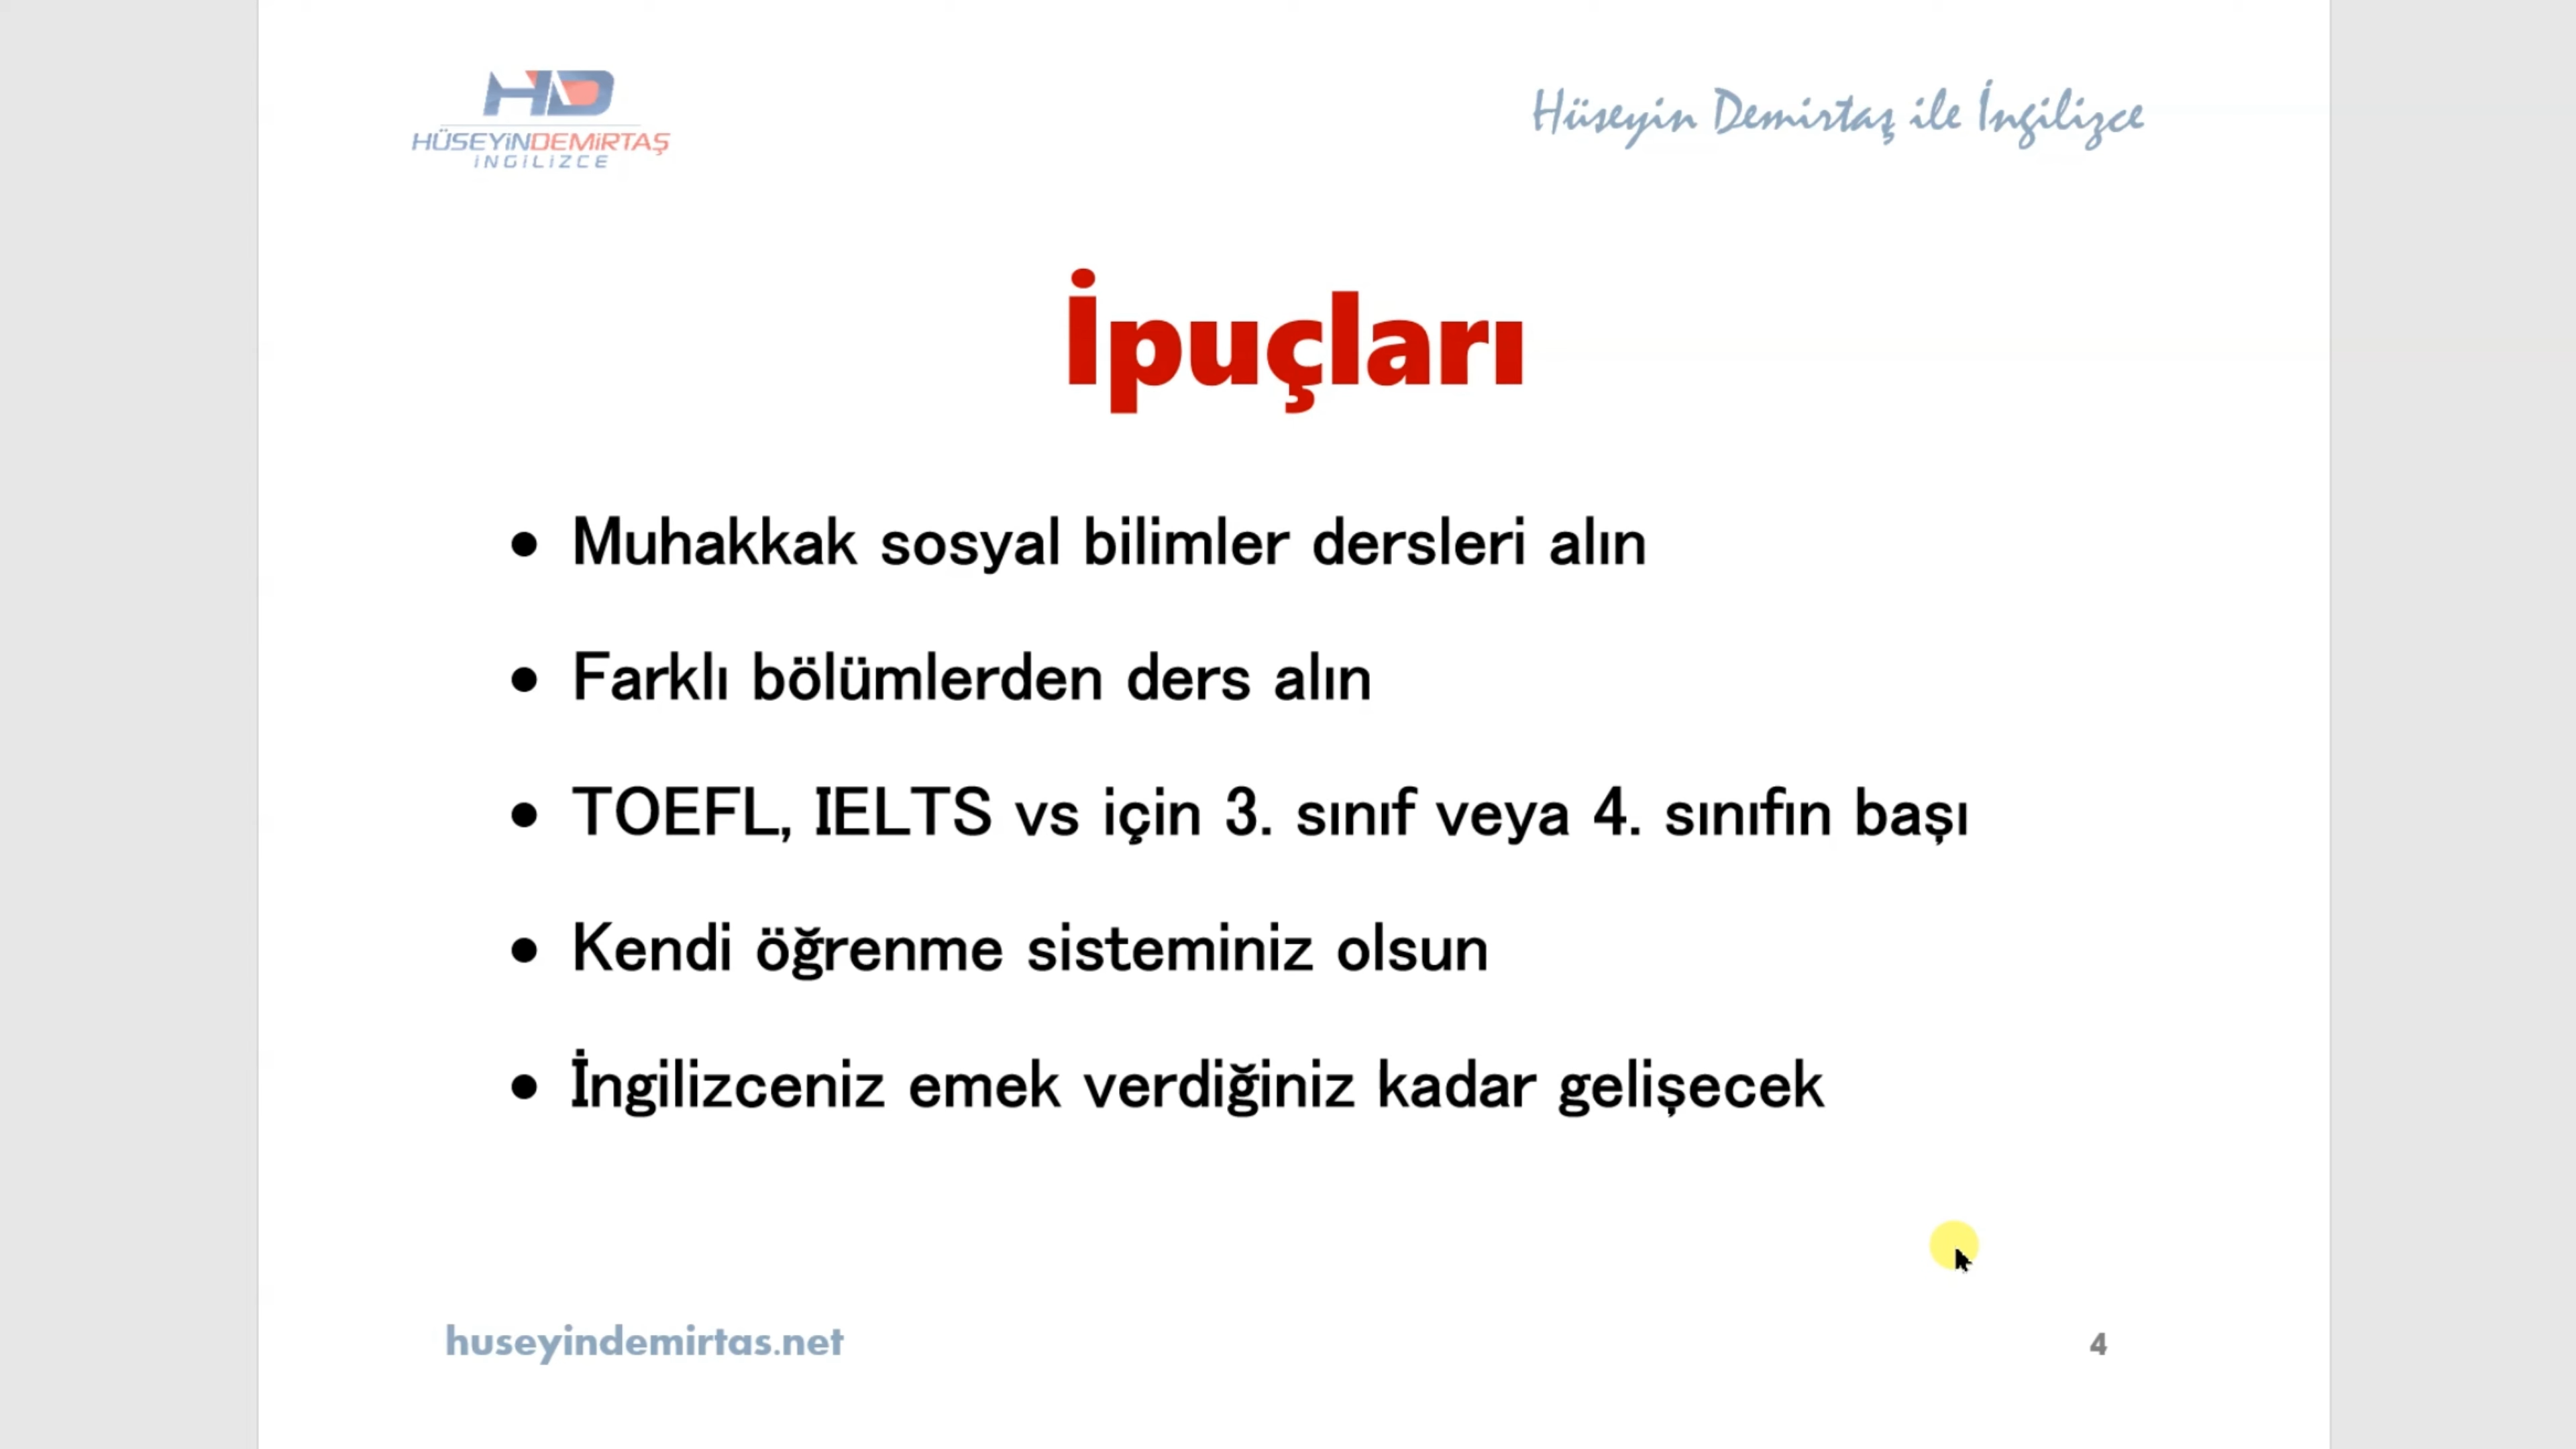 HD
HÜSEYİNDEMİRTAŞ
İNGİLİZCE
Hüseyin Demirtaş ile İngilizce
İpuçları
• Muhakkak sosyal bilimler dersleri alın
• Farklı bölümlerden ders alın
• TOEFL, IELTS vs için 3. sınıf veya 4. sınıfın başı
• Kendi öğrenme sisteminiz olsun
• İngilizceniz emek verdiğiniz kadar gelişecek
huseyindemirtas.net
4